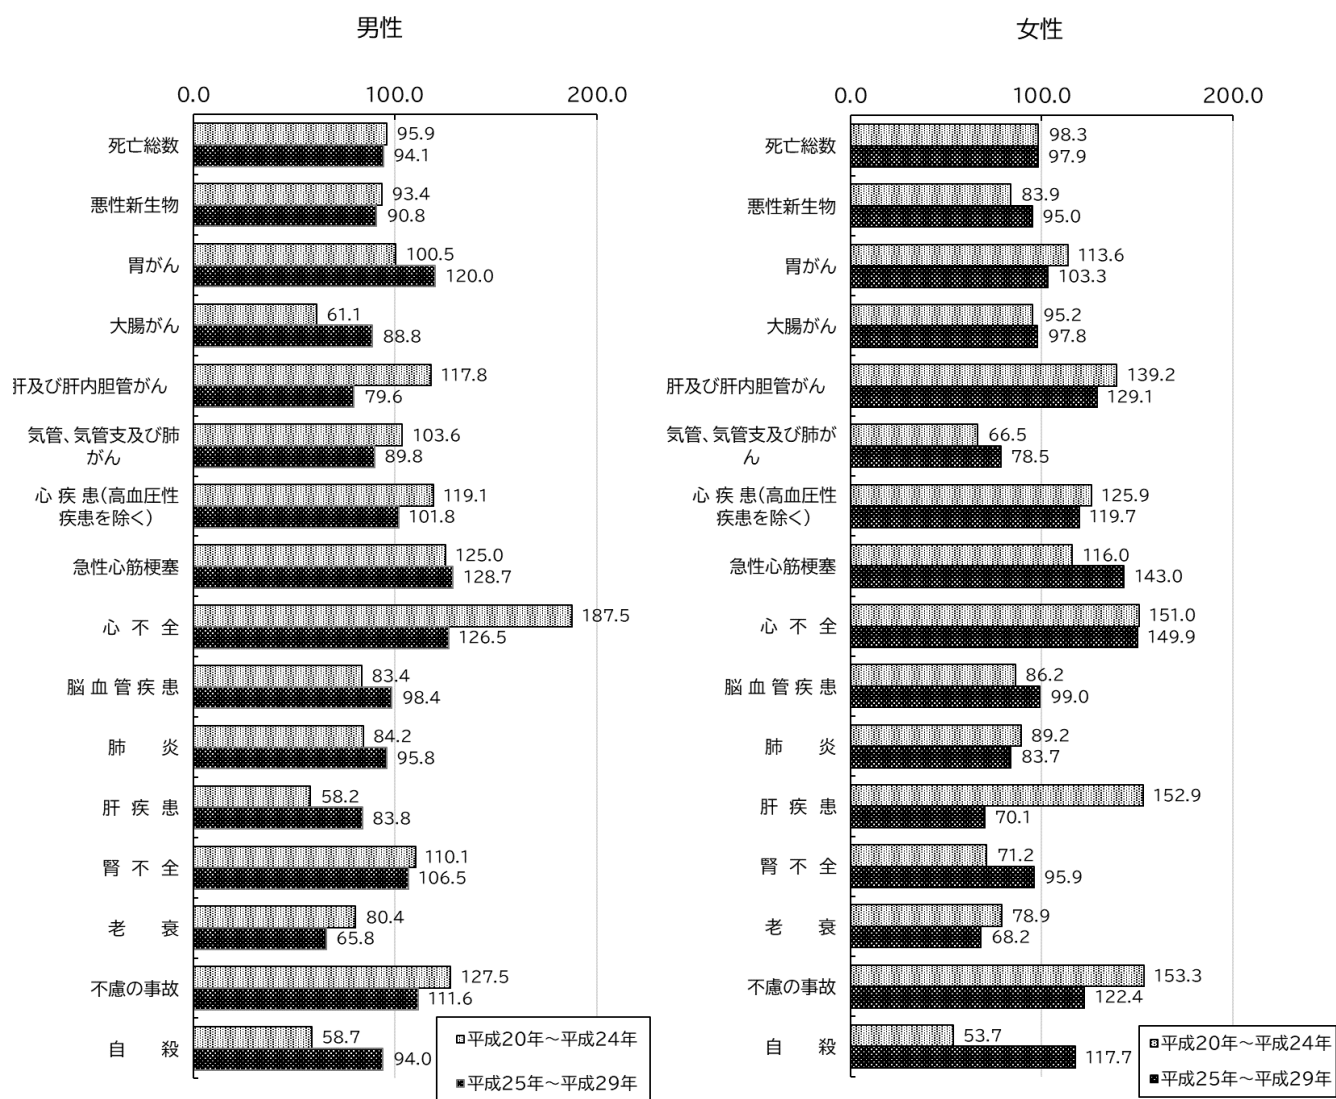 男性
0.0 100.0 200.0
死亡総数 95.9
94.1
悪性新生物 93.4
90.8
胃がん 100.5
120.0
大腸がん 61.1
88.8
肝及び肝内胆管がん 117.8
79.6
気管、気管支及び肺
がん
103.6
89.8
心 疾 患(高血圧性
疾患を除く)
119.1
101.8
急性心筋梗塞 125.0
128.7
心 不 全 187.5
126.5
脳 血 管 疾 患 83.4
98.4
肺 炎 84.2
95.8
肝 疾 患 58.2
83.8
腎 不 全 110.1
106.5
老 衰 80.4
65.8
不慮の事故 127.5
111.6
自 殺 58.7
94.0
平成20年～平成24年
平成25年～平成29年
女性
0.0 100.0 200.0
死亡総数 98.3
97.9
悪性新生物 83.9
95.0
胃がん 113.6
103.3
大腸がん 95.2
97.8
肝及び肝内胆管がん 139.2
129.1
気管、気管支及び肺が
ん
66.5
78.5
心 疾 患(高血圧性
疾患を除く)
125.9
119.7
急性心筋梗塞 116.0
143.0
心 不 全 151.0
149.9
脳 血 管 疾 患 86.2
99.0
肺 炎 89.2
83.7
肝 疾 患 152.9
70.1
腎 不 全 71.2
95.9
老 衰 78.9
68.2
不慮の事故 153.3
122.4
自 殺 53.7
117.7
平成20年～平成24年
平成25年～平成29年